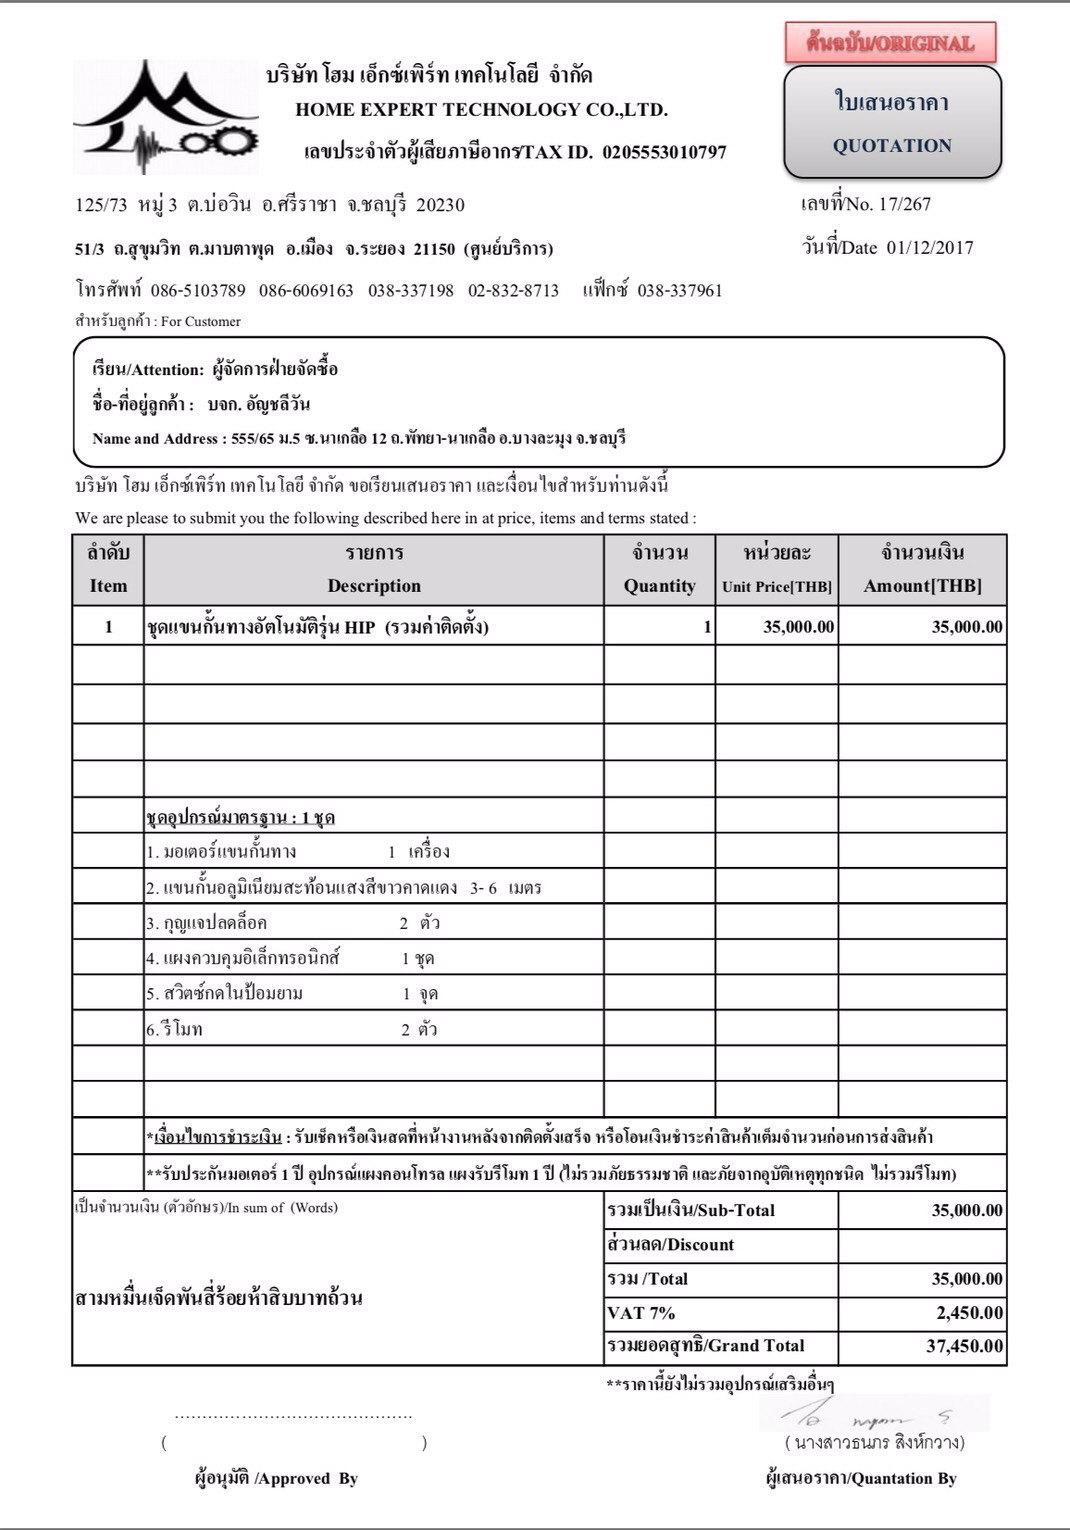 ต้นฉบับ/ORIGINAL
บริษัท โฮม เอ็กซ์เพิร์ท เทคโนโลยี จำกัด
HOME EXPERT TECHNOLOGY CO.,LTD.
เลขประจำตัวผู้เสียภาษีอากร/TAX ID. 0205553010797
ใบเสนอราคา
QUOTATION
125/73 หมู่ 3 ต.บ่อวิน อ.ศรีราชา จ.ชลบุรี 20230
เลขที่/No. 17/267
51/3 ถ.สุขุมวิท ต.มาบตาพุด อ.เมือง จ.ระยอง 21150 (ศูนย์บริการ)
วันที่/Date 01/12/2017
โทรศัพท์ 086-5103789 086-6069163 038-337198 02-832-8713 แฟ็กซ์ 038-337961
สำหรับลูกค้า : For Customer
เรียน/Attention: ผู้จัดการฝ่ายจัดซื้อ
ชื่อ-ที่อยู่ลูกค้า : บจก. อัญชลีวัน
Name and Address : 555/65 ม.5 ซ.นาเกลือ 12 ถ.พัทยา-นาเกลือ อ.บางละมุง จ.ชลบุรี
บริษัท โฮม เอ็กซ์เพิร์ท เทคโนโลยี จำกัด ขอเรียนเสนอราคา และเงื่อนไขสำหรับท่านดังนี้
We are please to submit you the following described here in at price, items and terms stated :
ลำดับ รายการ จำนวน หน่วยละ จำนวนเงิน
Item Description Quantity Unit Price[THB] Amount[THB]
1 ชุดแขนกั้นทางอัตโนมัติรุ่น HIP (รวมค่าติดตั้ง) 1 35,000.00 35,000.00
ชุดอุปกรณ์มาตรฐาน : 1 ชุด
1. มอเตอร์แขนกั้นทาง 1 เครื่อง
2. แขนกั้นอลูมิเนียมสะท้อนแสงสีขาวคาดแดง 3- 6 เมตร
3. กุญแจปลดล็อค 2 ตัว
4. แผงควบคุมอิเล็กทรอนิกส์ 1 ชุด
5. สวิตซ์กดในป้อมยาม 1 จุด
6. รีโมท 2 ตัว
*เงื่อนไขการชำระเงิน : รับเช็คหรือเงินสดที่หน้างานหลังจากติดตั้งเสร็จ หรือโอนเงินชำระค่าสินค้าเต็มจำนวนก่อนการส่งสินค้า
**รับประกันมอเตอร์ 1 ปี อุปกรณ์แผงคอนโทรล แผงรับรีโมท 1 ปี (ไม่รวมภัยธรรมชาติ และภัยจากอุบัติเหตุทุกชนิด ไม่รวมรีโมท)
เป็นจำนวนเงิน (ตัวอักษร)/In sum of (Words)
รวมเป็นเงิน/Sub-Total 35,000.00
ส่วนลด/Discount
รวม /Total 35,000.00
สามหมื่นเจ็ดพันสี่ร้อยห้าสิบบาทถ้วน
VAT 7% 2,450.00
รวมยอดสุทธิ/Grand Total 37,450.00
**ราคานี้ยังไม่รวมอุปกรณ์เสริมอื่นๆ
............................................
( )
( นางสาวธนภร สิงห์กวาง)
ผู้อนุมัติ /Approved By
ผู้เสนอราคา/Quantation By